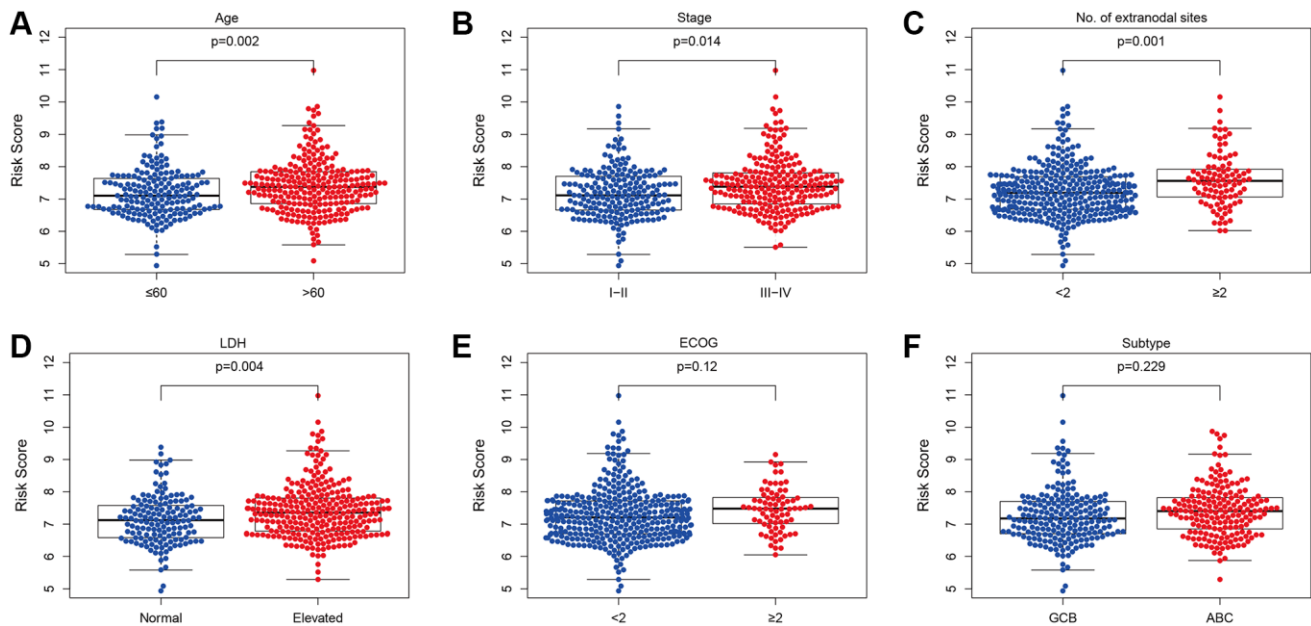 A
Age
p=0.002
Risk Score
12
11
10
9
8
7
6
5
≤60 >60
B
Stage
p=0.014
Risk Score
12
11
10
9
8
7
6
5
I−II III−IV
C
No. of extranodal sites
p=0.001
Risk Score
12
11
10
9
8
7
6
5
<2 ≥2
D
LDH
p=0.004
Risk Score
12
11
10
9
8
7
6
5
Normal Elevated
E
ECOG
p=0.12
Risk Score
12
11
10
9
8
7
6
5
<2 ≥2
F
Subtype
p=0.229
Risk Score
12
11
10
9
8
7
6
5
GCB ABC